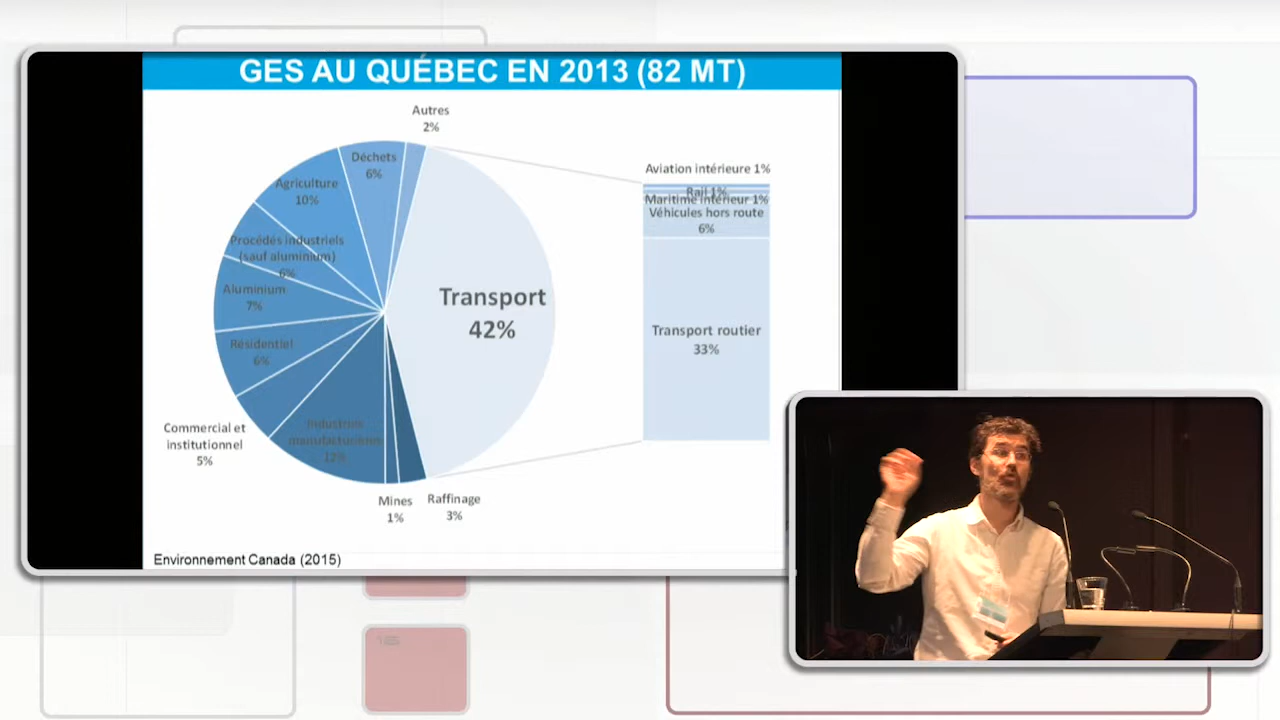 GES AU QUÉBEC EN 2013 (82 MT)
Autres
2%
Déchets
6%
Agriculture
10%
Procédés industriels
(sauf aluminium)
6%
Aluminium
7%
Résidentiel
6%
Commercial et
institutionnel
5%
Industries
manufacturières
12%
Mines
1%
Raffinage
3%
Transport
42%
Aviation intérieure 1%
Rail 1%
Maritime intérieur 1%
Véhicules hors route
6%
Transport routier
33%
Environnement Canada (2015)